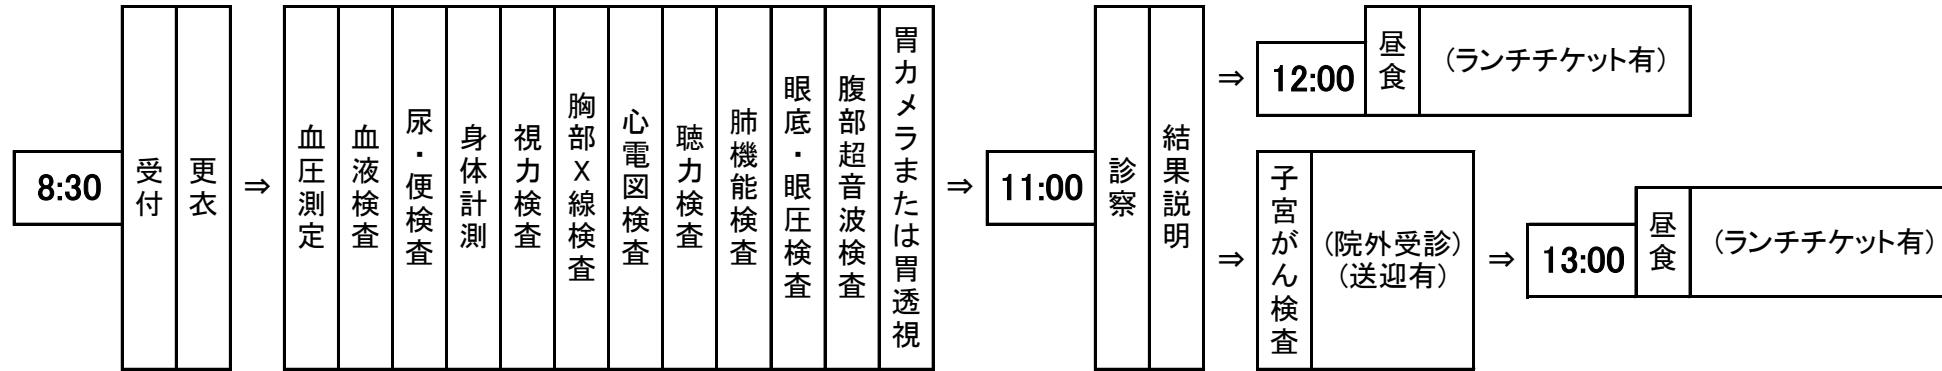 8:30
受付
更衣
⇒
血圧測定
血液検査
尿・便検査
身体計測
視力検査
胸部X線検査
心電図検査
聴力検査
肺機能検査
眼底・眼圧検査
腹部超音波検査
胃カメラまたは胃透視
⇒
11:00
診察
結果説明
⇒
12:00
昼食
(ランチチケット有)
⇒
子宮がん検査
(院外受診)
(送迎有)
⇒
13:00
昼食
(ランチチケット有)